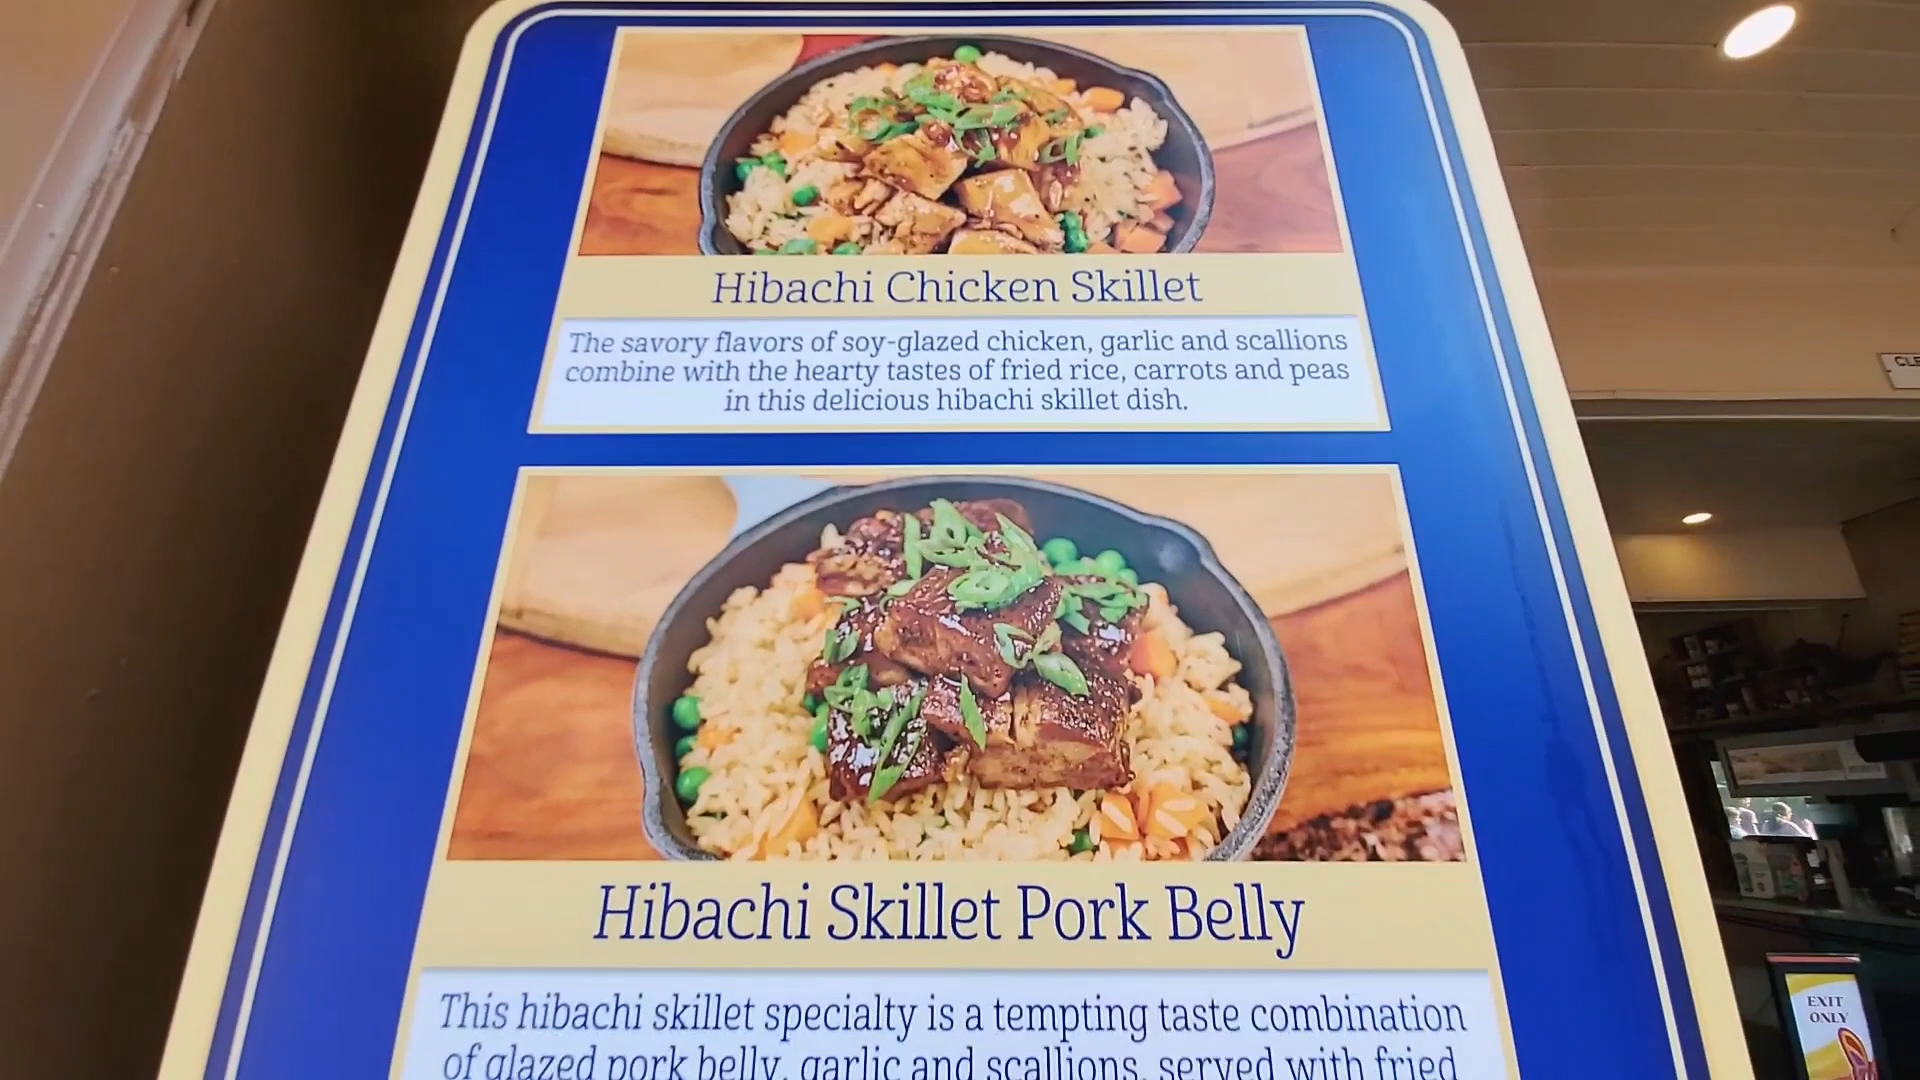 Hibachi Chicken Skillet
The savory flavors of soy-glazed chicken, garlic and scallions
combine with the hearty tastes of fried rice, carrots and peas
in this delicious hibachi skillet dish.
Hibachi Skillet Pork Belly
This hibachi skillet specialty is a tempting taste combination
of glazed pork belly, garlic and scallions, served with fried
EXIT
ONLY